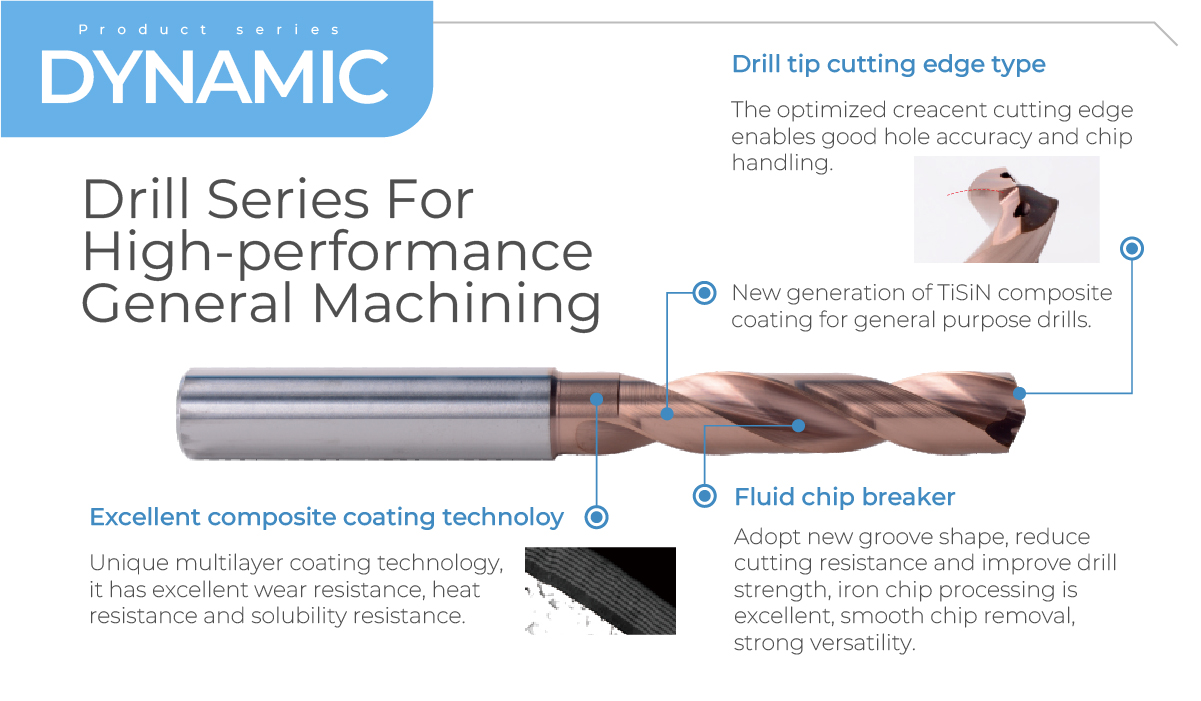 Product series
DYNAMIC
Drill Series For
High-performance
General Machining
Drill tip cutting edge type
The optimized creacent cutting edge
enables good hole accuracy and chip
handling.
New generation of TiSiN composite
coating for general purpose drills.
Excellent composite coating technoloy
Unique multilayer coating technology,
it has excellent wear resistance, heat
resistance and solubility resistance.
Fluid chip breaker
Adopt new groove shape, reduce
cutting resistance and improve drill
strength, iron chip processing is
excellent, smooth chip removal,
strong versatility.